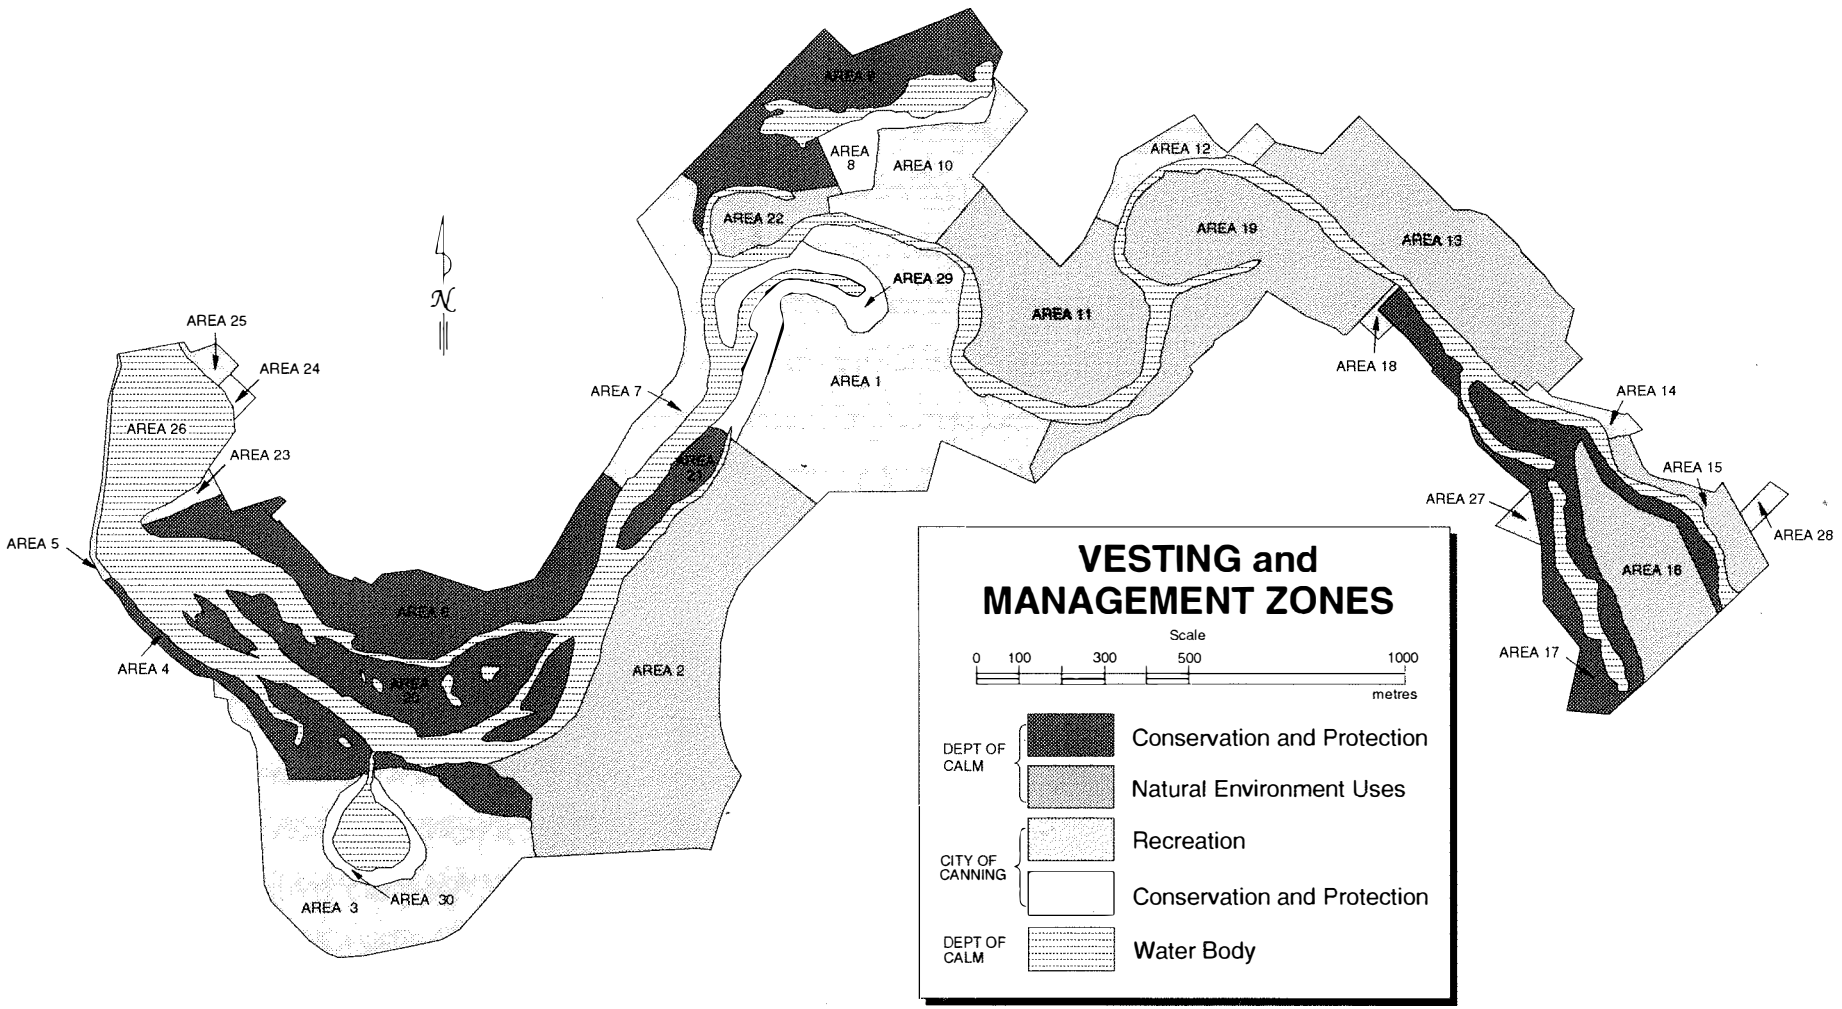 AREA 9
AREA
8
AREA 10
AREA 12
AREA 22
AREA 19
AREA 13
AREA 29
AREA 11
N
AREA 25
AREA 24
AREA 18
AREA 1
AREA 7
AREA 14
AREA 26
AREA 23
AREA
21
AREA 15
AREA 27
AREA 28
AREA 5
AREA 16
AREA 6
AREA 4
AREA 2
AREA 17
AREA
AREA 30
AREA 3
VESTING and
MANAGEMENT ZONES
Scale
0 100 300 500 1000
metres
DEPT OF
CALM
Conservation and Protection
Natural Environment Uses
CITY OF
CANNING
Recreation
Conservation and Protection
DEPT OF
CALM
Water Body